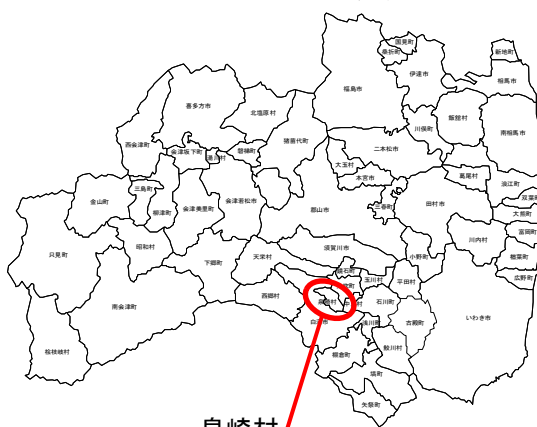 国見町
桑折町
新地町
伊達市
相馬市
福島市
喜多方市
北塩原村
飯舘村
川俣町
南相馬市
猪苗代町
西会津町
会津坂下町
湯川村
磐梯町
二本松市
大玉村
本宮市
葛尾村
浪江町
双葉町
大熊町
三島町
金山町
柳津町
会津美里町
会津若松市
郡山市
三春町
田村市
富岡町
川内村
楢葉町
広野町
昭和村
只見町
下郷町
天栄村
須賀川市
小野町
鏡石町
玉川村
平田村
西郷村
石川町
南会津町
白河市
浅川町
古殿町
いわき市
棚倉町
鮫川村
塙町
矢祭町
檜枝岐村
泉崎村